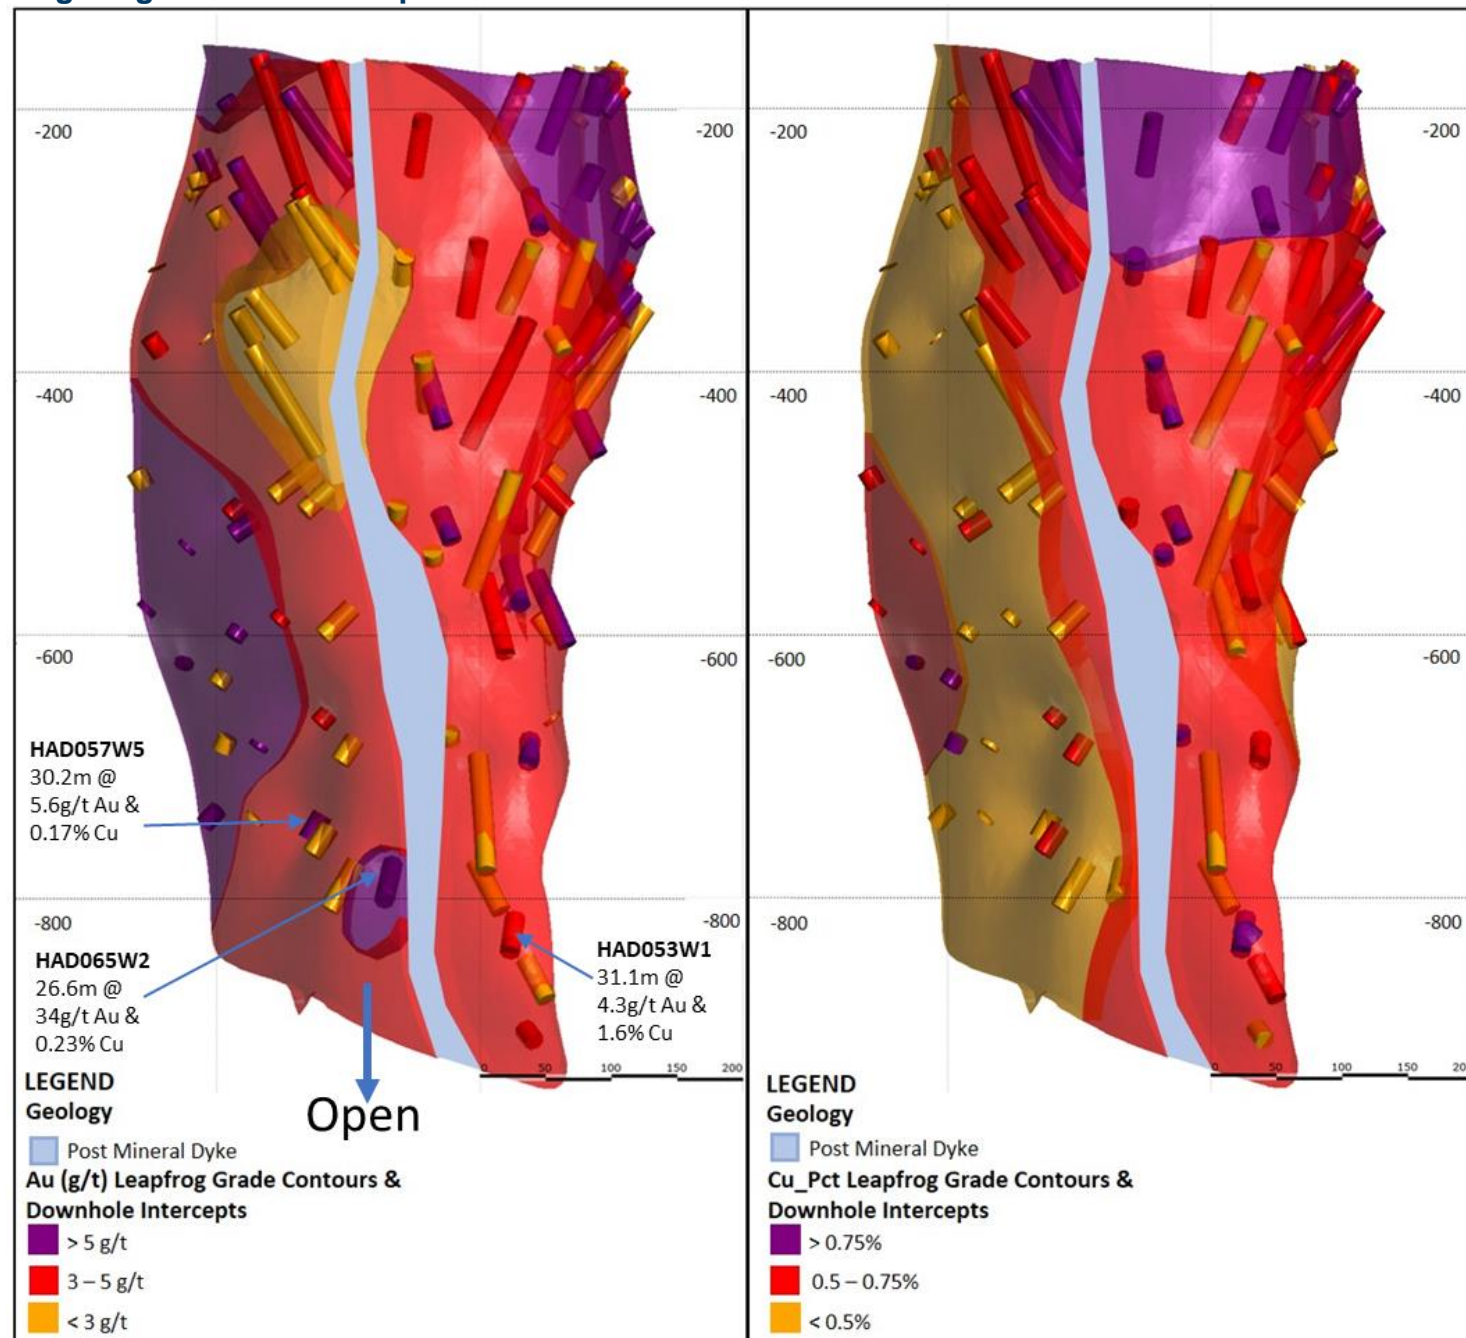 -200
-200
-400
-400
-600
-600
-800
-800
HAD057W5
30.2m @
5.6g/t Au &
0.17% Cu
HAD065W2
26.6m @
34g/t Au &
0.23% Cu
HAD053W1
31.1m @
4.3g/t Au &
1.6% Cu
Open
0 50 100 150 200
LEGEND
Geology
Post Mineral Dyke
Au (g/t) Leapfrog Grade Contours &
Downhole Intercepts
> 5 g/t
3 – 5 g/t
< 3 g/t
-200
-200
-400
-400
-600
-600
-800
-800
0 50 100 150
LEGEND
Geology
Post Mineral Dyke
Cu_Pct Leapfrog Grade Contours &
Downhole Intercepts
> 0.75%
0.5 – 0.75%
< 0.5%